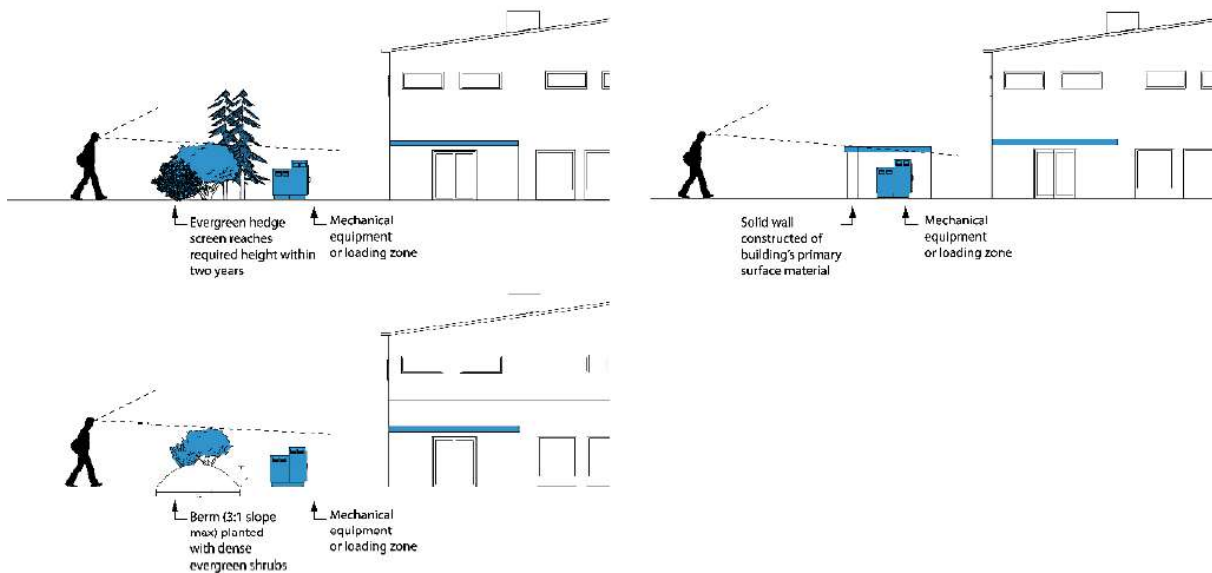 Evergreen hedge
screen reaches
required height within
two years
Mechanical
equipment
or loading zone
Solid wall
constructed of
building's primary
surface material
Mechanical
equipment
or loading zone
Berm (3:1 slope
max) planted
with dense
evergreen shrubs
Mechanical
equipment
or loading zone